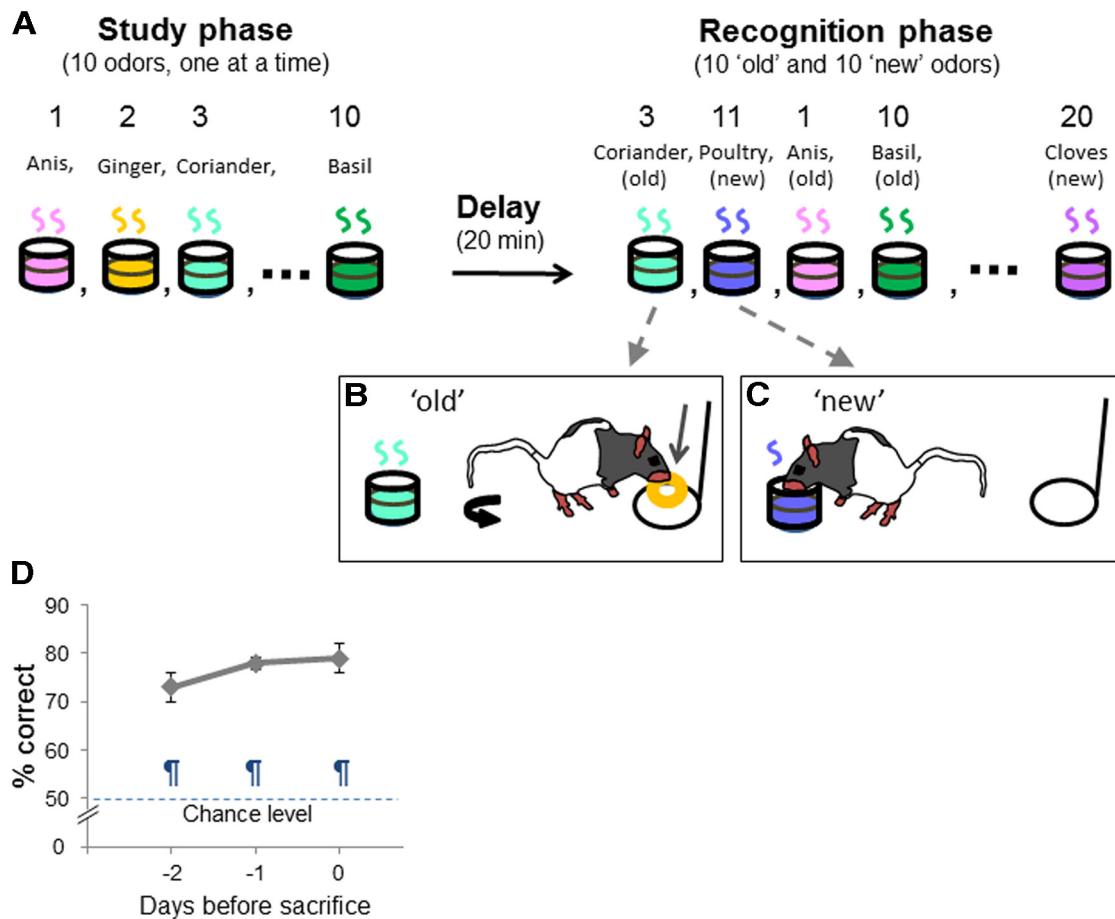 A
Study phase
(10 odors, one at a time)
1 2 3 10
Anis, Ginger, Coriander, Basil
, , , ...
Delay
(20 min)
Recognition phase
(10 'old' and 10 'new' odors)
3 11 1 10 20
Coriander, Poultry, Anis, Basil, Cloves
(old) (new) (old) (old) (new)
, , , , ...
B 'old'
C 'new'
D
% correct
90
80
70
60
50
0
¶ ¶ ¶
Chance level
-2 -1 0
Days before sacrifice